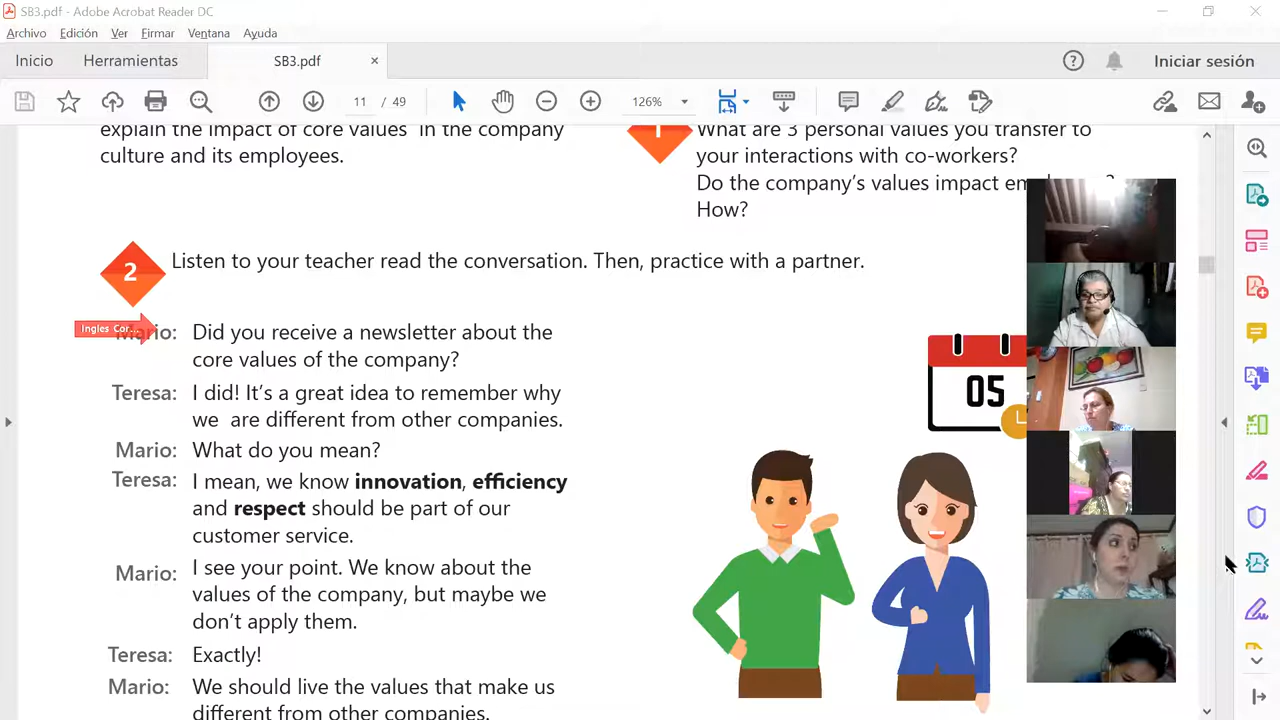 SB3.pdf - Adobe Acrobat Reader DC
Archivo Edición Ver Firmar Ventana Ayuda
Inicio Herramientas SB3.pdf × Iniciar sesión
11 / 49 126%
explain the impact of core values in the company
culture and its employees.
1
What are 3 personal values you transfer to
your interactions with co-workers?
Do the company's values impact
How?
2 Listen to your teacher read the conversation. Then, practice with a partner.
Ingles Cor...
Mario: Did you receive a newsletter about the
core values of the company?
Teresa: I did! It's a great idea to remember why
we are different from other companies.
Mario: What do you mean?
Teresa: I mean, we know innovation, efficiency
and respect should be part of our
customer service.
Mario: I see your point. We know about the
values of the company, but maybe we
don't apply them.
Teresa: Exactly!
Mario: We should live the values that make us
different from other companies.
05